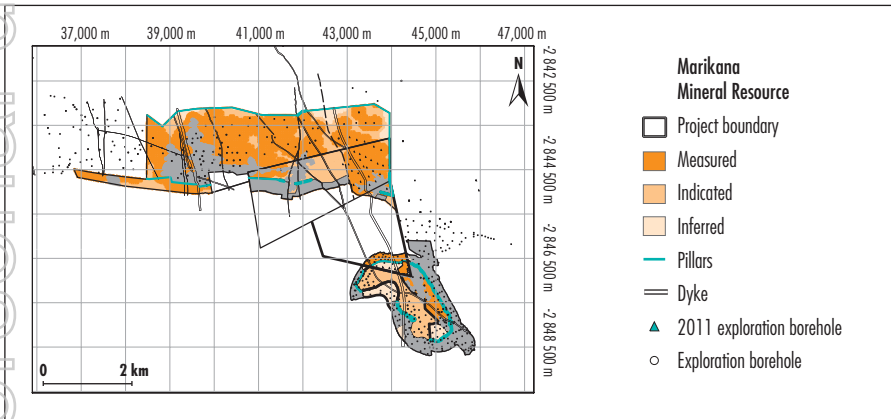 37,000 m 39,000 m 41,000 m 43,000 m 45,000 m 47,000 m
-2 842 500 m
-2 844 500 m
-2 846 500 m
-2 848 500 m
N
0 2 km
Marikana
Mineral Resource
Project boundary
Measured
Indicated
Inferred
Pillars
Dyke
2011 exploration borehole
Exploration borehole